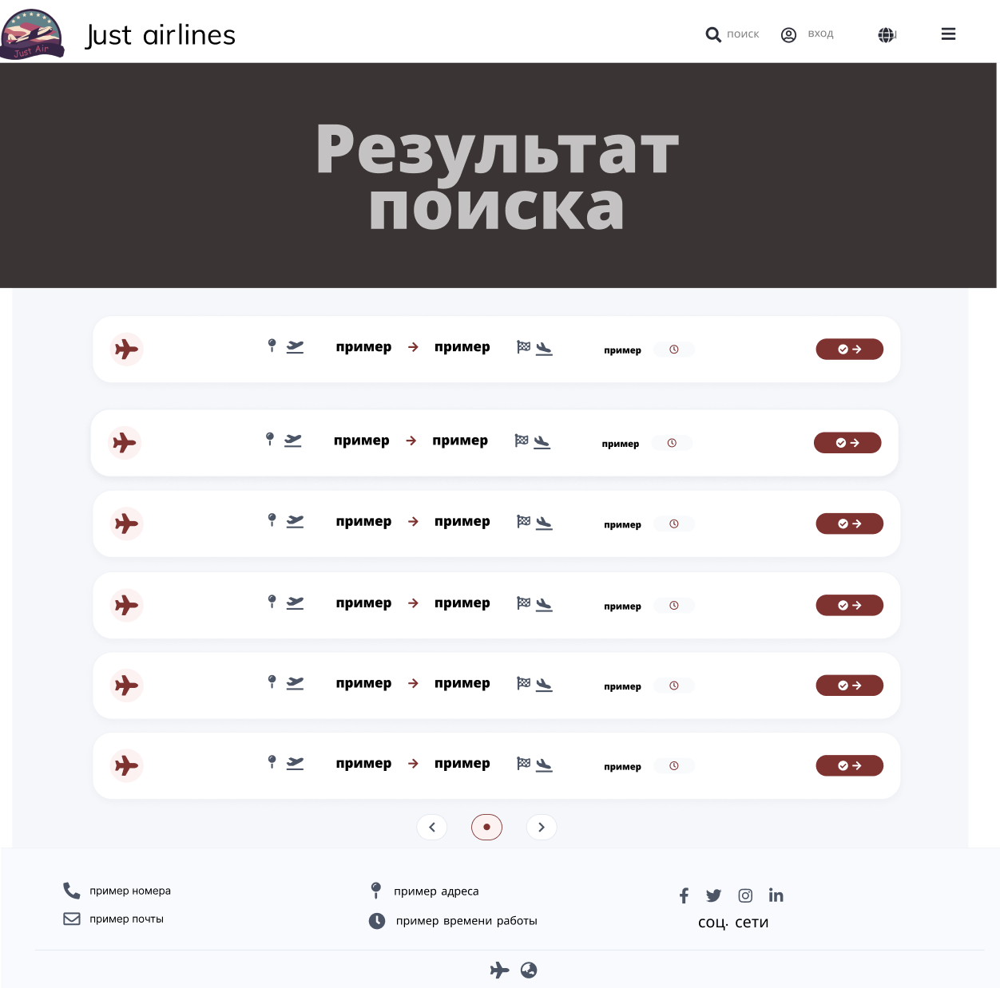 Just Air
Just airlines
поиск
вход
Результат
поиска
пример → пример пример
пример → пример пример
пример → пример пример
пример → пример пример
пример → пример пример
пример → пример пример
пример номера
пример почты
пример адреса
пример времени работы
соц. сети